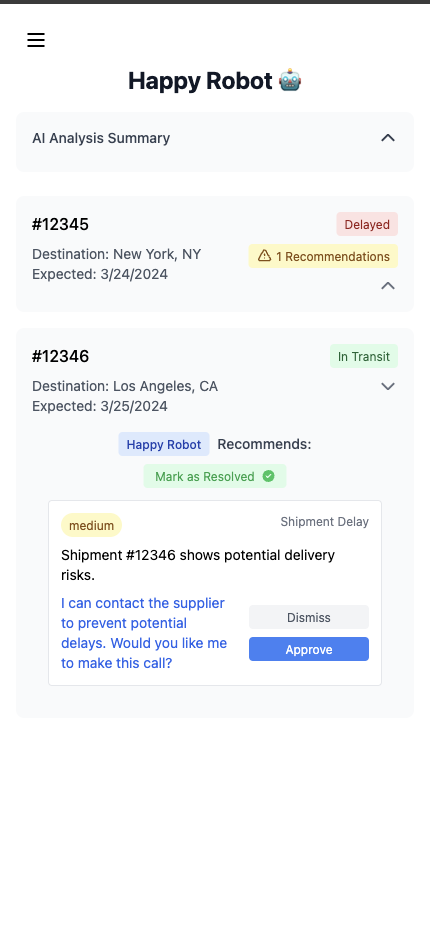 Happy Robot 🤖
AI Analysis Summary
#12345
Delayed
Destination: New York, NY
1 Recommendations
Expected: 3/24/2024
#12346
In Transit
Destination: Los Angeles, CA
Expected: 3/25/2024
Happy Robot Recommends:
Mark as Resolved
medium
Shipment Delay
Shipment #12346 shows potential delivery
risks.
I can contact the supplier
to prevent potential
delays. Would you like me
to make this call?
Dismiss
Approve